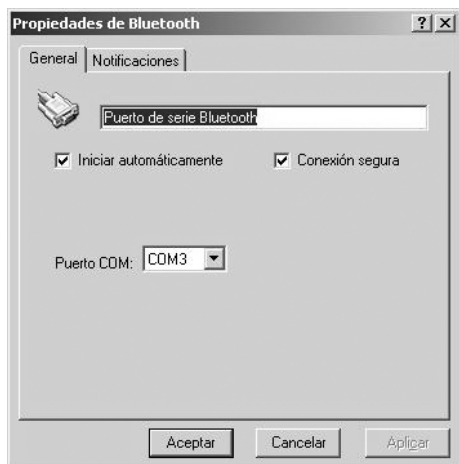 Propiedades de Bluetooth
General Notificaciones
Puerto de serie Bluetooth
Iniciar automáticamente Conexión segura
Puerto COM: COM3
Aceptar Cancelar Aplicar